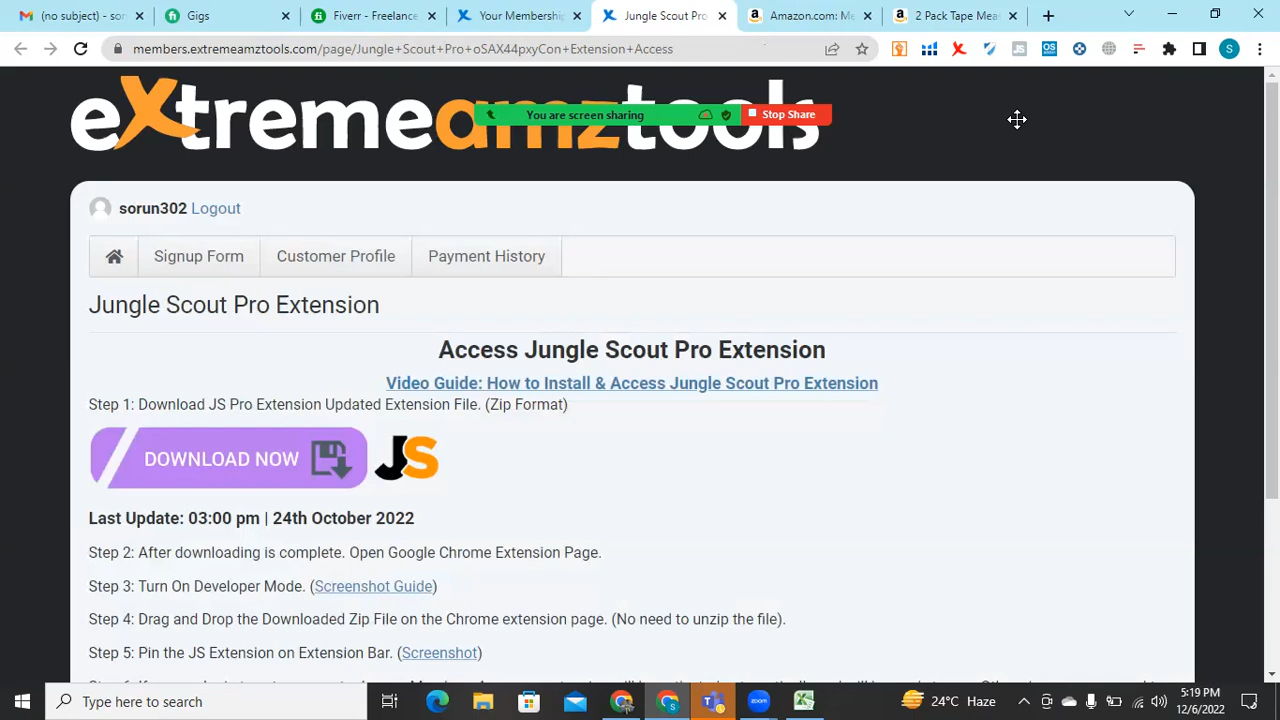 (no subject) - sor
Gigs
Fiverr - Freelance
Your Membership
Jungle Scout Pro
Amazon.com: Me
2 Pack Tape Mea
members.extremeamztools.com/page/Jungle+Scout+Pro+oSAX44pxyCon+Extension+Access
JS
OS
S
eXtremeamztools
You are screen sharing
Stop Share
sorun302 Logout
Signup Form
Customer Profile
Payment History
Jungle Scout Pro Extension
Access Jungle Scout Pro Extension
Video Guide: How to Install & Access Jungle Scout Pro Extension
Step 1: Download JS Pro Extension Updated Extension File. (Zip Format)
DOWNLOAD NOW
JS
Last Update: 03:00 pm | 24th October 2022
Step 2: After downloading is complete. Open Google Chrome Extension Page.
Step 3: Turn On Developer Mode. (Screenshot Guide)
Step 4: Drag and Drop the Downloaded Zip File on the Chrome extension page. (No need to unzip the file).
Step 5: Pin the JS Extension on Extension Bar. (Screenshot)
Type here to search
zoom
24°C Haze
5:19 PM
12/6/2022